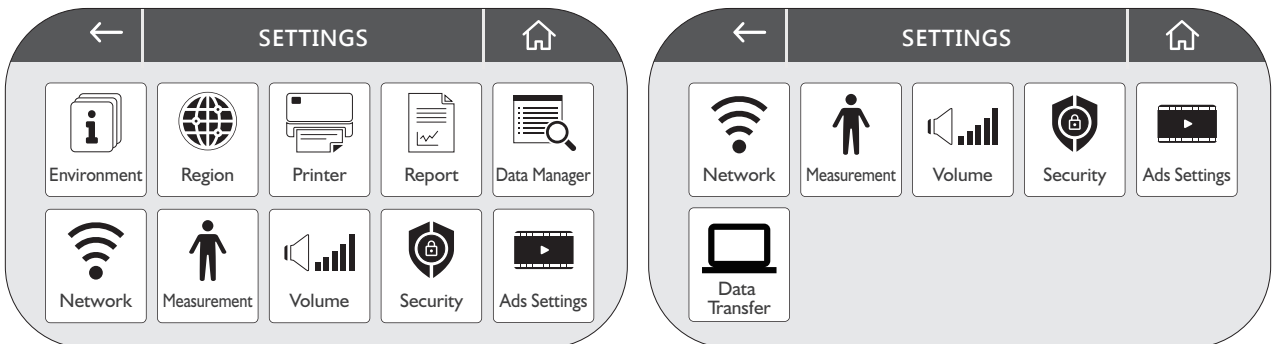 SETTINGS
Environment Region Printer Report Data Manager
Network Measurement Volume Security Ads Settings
SETTINGS
Network Measurement Volume Security Ads Settings
Data
Transfer